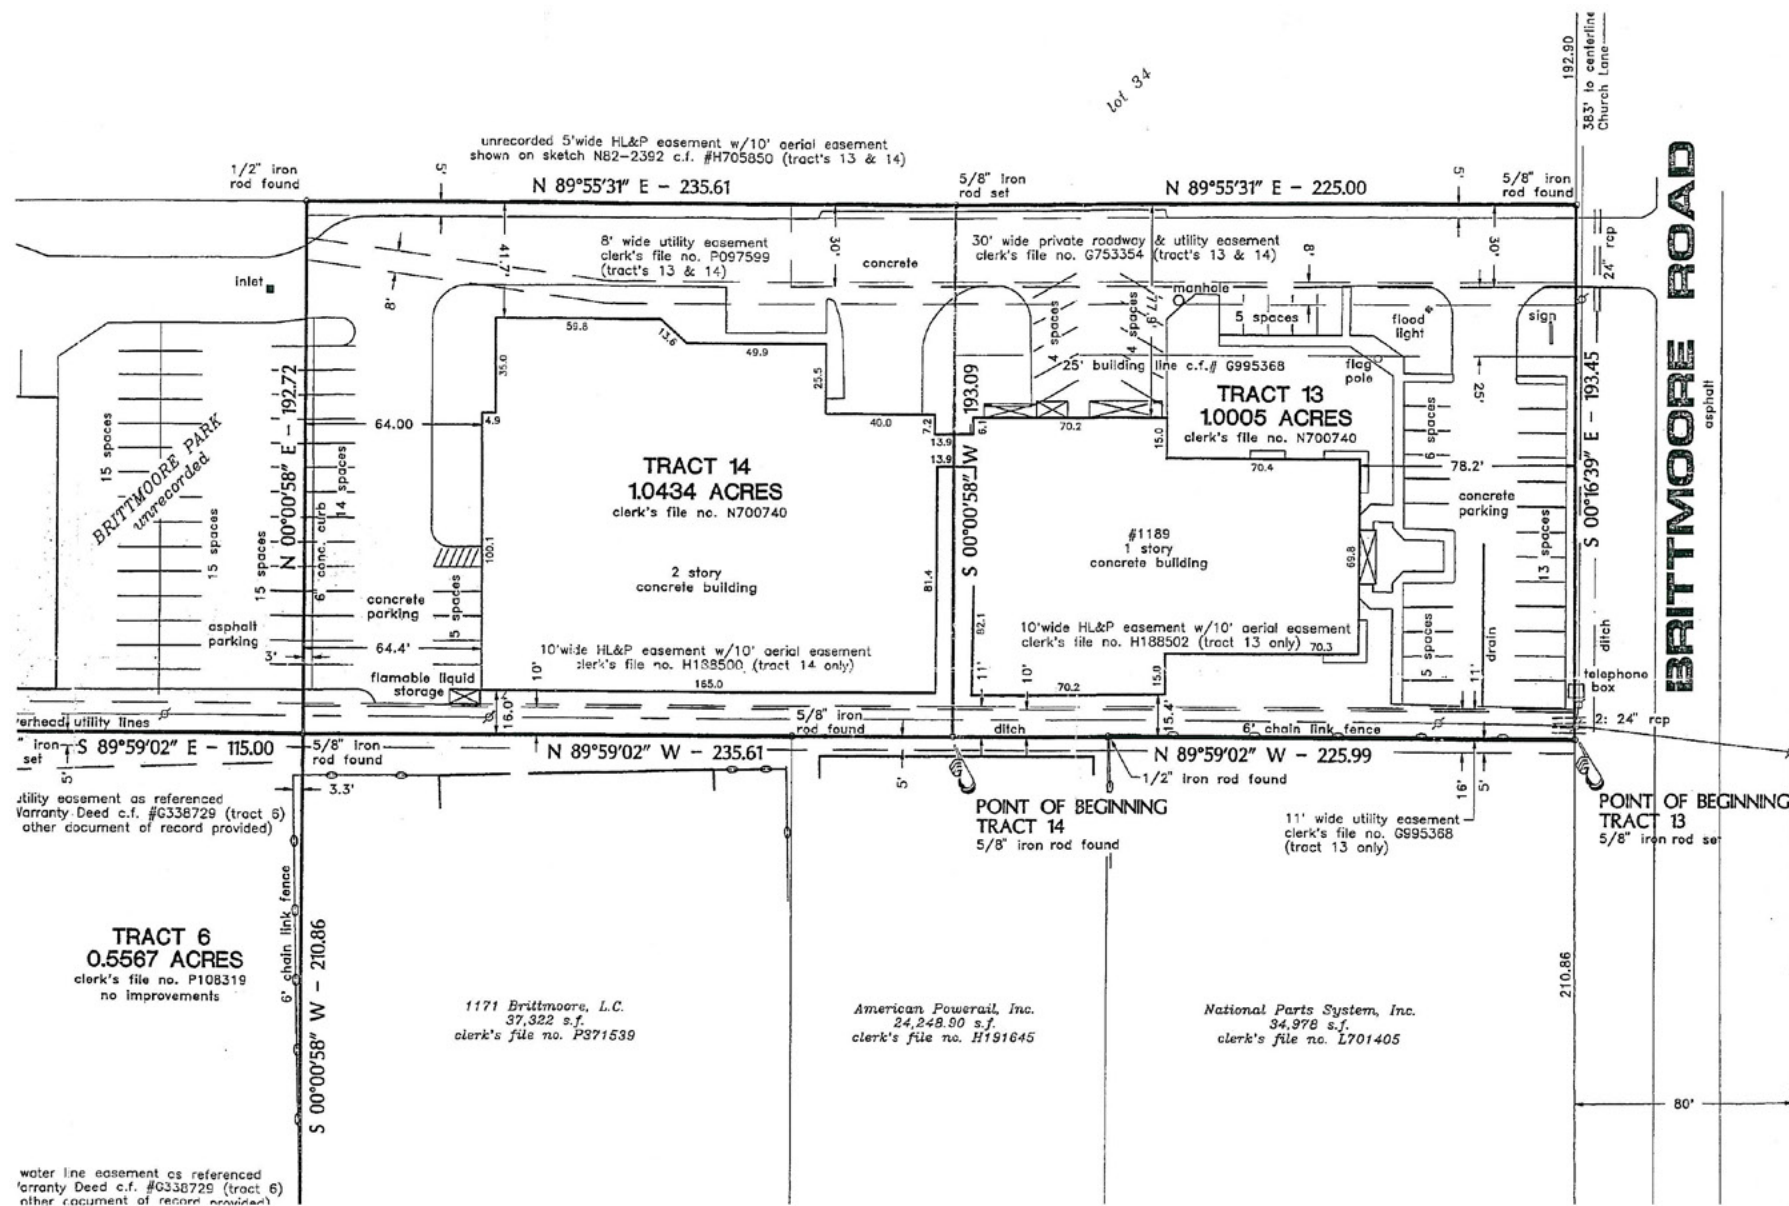 192.90
383' to centerline
Church Lane
lot 34
unrecorded 5'wide HL&P easement w/10' aerial easement
shown on sketch N82-2392 c.f. #H705850 (tract's 13 & 14)
1/2" iron
rod found
5'
N 89°55'31" E - 235.61
5/8" iron
rod set
N 89°55'31" E - 225.00
5'
5/8" iron
rod found
BRITTMOORE ROAD
asphalt
41.7'
8' wide utility easement
clerk's file no. P097599
(tract's 13 & 14)
30'
concrete
30' wide private roadway & utility easement
clerk's file no. G753354 (tract's 13 & 14)
8'
30'
24" rcp
inlet
8'
manhole
77.9'
4 spaces
4 spaces
5 spaces
flood
light
sign
59.8
13.6
49.9
35.0
25.5
25' building line c.f.# G995368
flag
pole
25'
TRACT 13
1.0005 ACRES
clerk's file no. N700740
S 00°16'39" E - 193.45
N 00°00'58" E - 192.72
S 00°00'58" W 193.09
64.00
4.9
40.0
7.2
13.9
13.9
6.1
70.2
15.0
70.4
78.2'
6 spaces
15 spaces
BRITTMOORE PARK
unrecorded
14 spaces
15 spaces
15 spaces
6" conc. curb
TRACT 14
1.0434 ACRES
clerk's file no. N700740
concrete
parking
13 spaces
100.1
2 story
concrete building
81.4
#1189
1 story
concrete building
69.8
asphalt
parking
concrete
parking
5 spaces
3'
64.4'
10'wide HL&P easement w/10' aerial easement
clerk's file no. H188500 (tract 14 only)
10'
82.1
10'wide HL&P easement w/10' aerial easement
clerk's file no. H188502 (tract 13 only)
70.3
5 spaces
drain
ditch
flamable liquid
storage
165.0
11'
10'
70.2
15.0
11'
telephone
box
16.0'
15.4'
erhead utility lines
5/8" iron
rod found
ditch
6' chain link fence
2: 24" rcp
" iron
set
S 89°59'02" E - 115.00
5/8" iron
rod found
N 89°59'02" W - 235.61
N 89°59'02" W - 225.99
5'
3.3'
5'
1/2" iron rod found
16'
5'
tility easement as referenced
Warranty Deed c.f. #G338729 (tract 6)
other document of record provided)
POINT OF BEGINNING
TRACT 14
5/8" iron rod found
11' wide utility easement
clerk's file no. G995368
(tract 13 only)
POINT OF BEGINNING
TRACT 13
5/8" iron rod set
6' chain link fence
S 00°00'58" W - 210.86
TRACT 6
0.5567 ACRES
clerk's file no. P108319
no improvements
1171 Brittmoore, L.C.
37,322 s.f.
clerk's file no. P371539
American Powerail, Inc.
24,248.90 s.f.
clerk's file no. H191645
National Parts System, Inc.
34,978 s.f.
clerk's file no. L701405
210.86
80'
water line easement as referenced
arranty Deed c.f. #G338729 (tract 6)
other document of record provided)